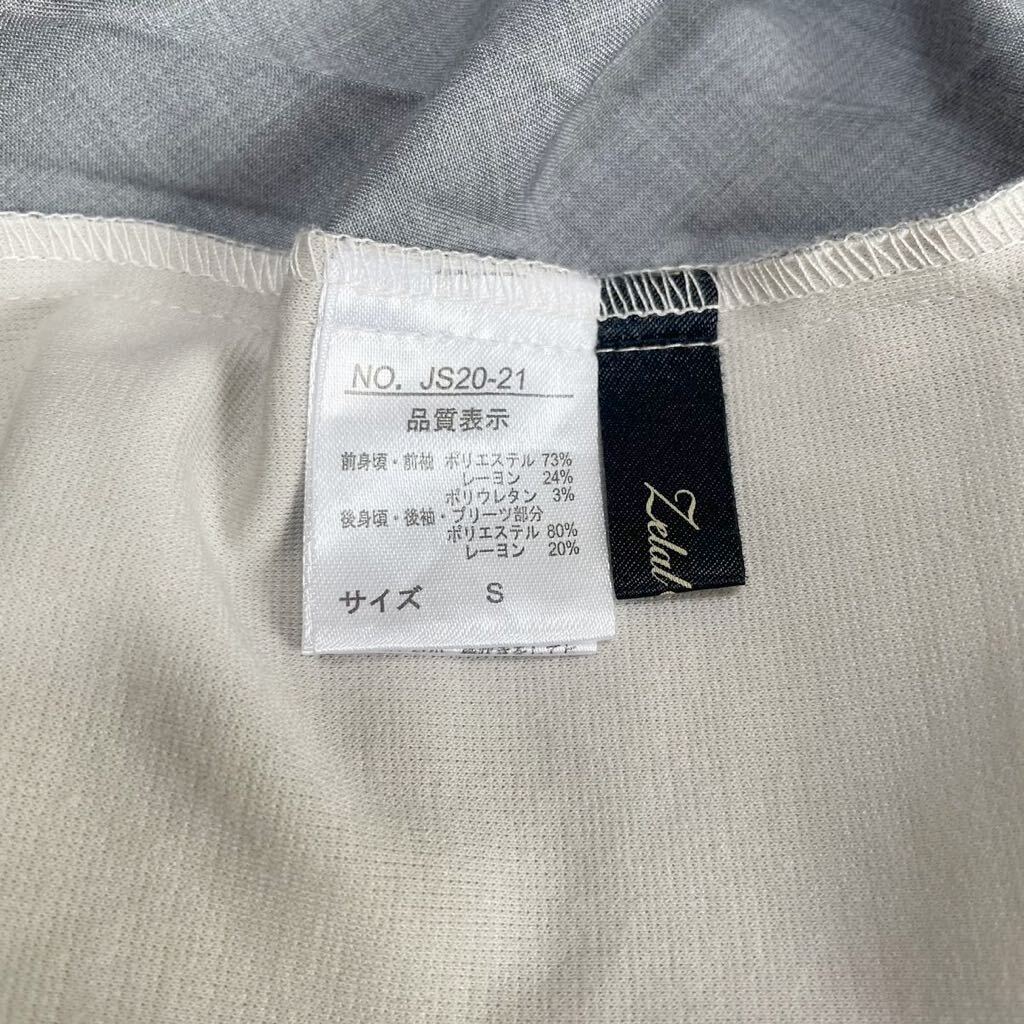 NO. JS20-21
品質表示
前身頃・前袖 ポリエステル 73%
レーヨン 24%
ポリウレタン 3%
後身頃・後袖・プリーツ部分
ポリエステル 80%
レーヨン 20%
サイズ S
Zelal